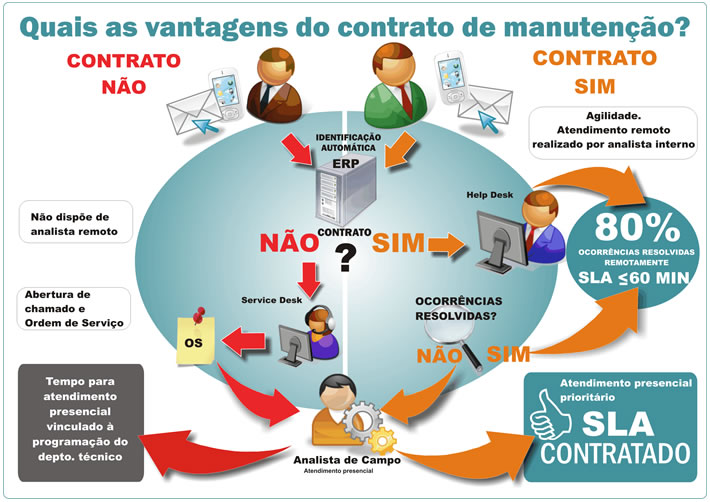 Quais as vantagens do contrato de manutenção?
CONTRATO
NÃO
CONTRATO
SIM
Agilidade.
Atendimento remoto
realizado por analista interno
IDENTIFICAÇÃO
AUTOMÁTICA
ERP
Help Desk
Não dispõe de
analista remoto
CONTRATO
NÃO
SIM
?
80%
OCORRÊNCIAS RESOLVIDAS
REMOTAMENTE
SLA ≤60 MIN
Abertura de
chamado e
Ordem de Serviço
Service Desk
OCORRÊNCIAS
RESOLVIDAS?
OS
NÃO
SIM
Tempo para
atendimento
presencial
vinculado à
programação do
depto. técnico
Atendimento presencial
prioritário
SLA
CONTRATADO
Analista de Campo
Atendimento presencial